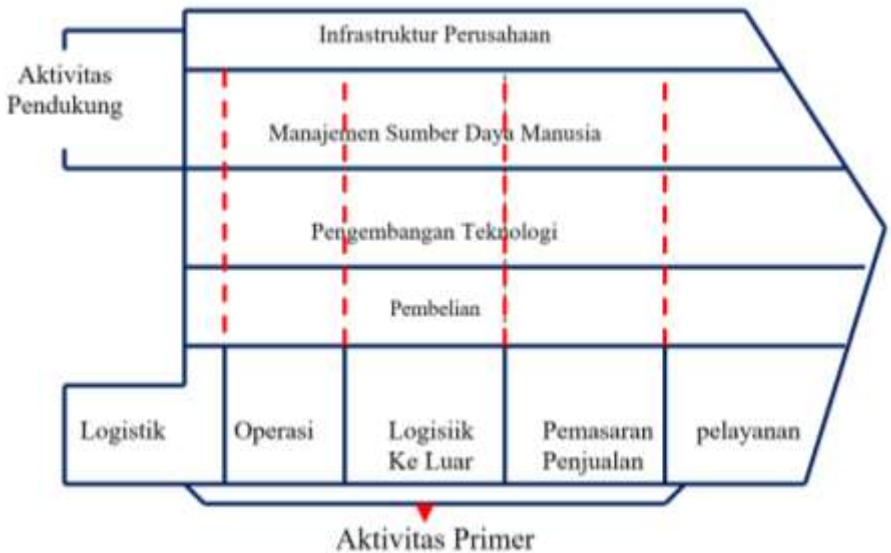 Infrastruktur Perusahaan
Aktivitas
Pendukung
Manajemen Sumber Daya Manusia
Pengembangan Teknologi
Pembelian
Logistik
Operasi
Logisiik
Ke Luar
Pemasaran
Penjualan
pelayanan
Aktivitas Primer